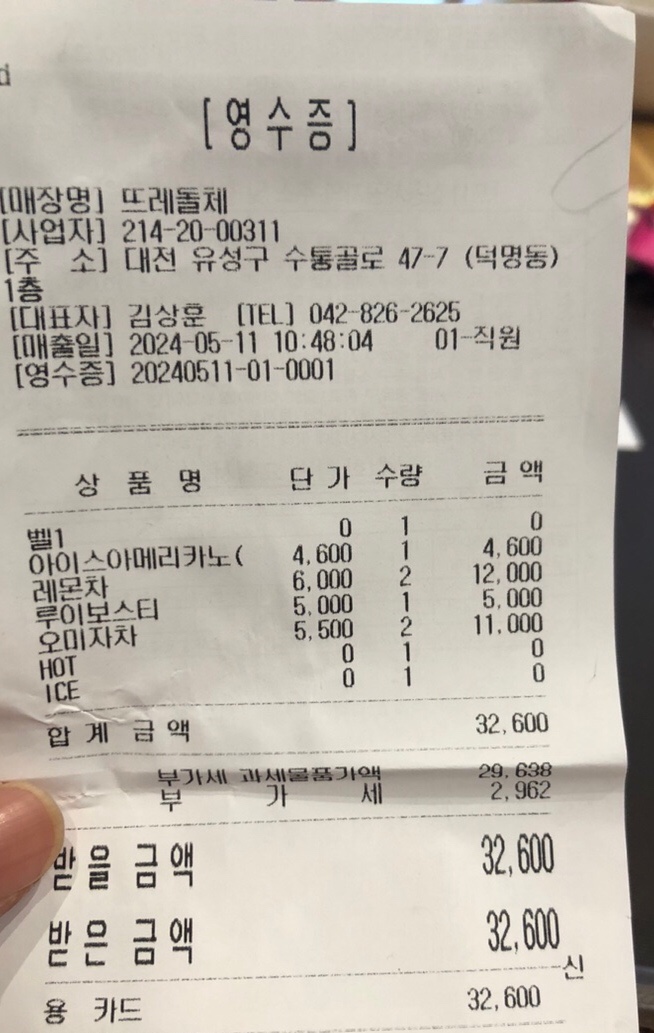 d
[영수증]
[매장명] 뜨레돌체
[사업자] 214-20-00311
[주 소] 대전 유성구 수통골로 47-7 (덕명동)
1층
[대표자] 김상훈 [TEL] 042-826-2625
[매출일] 2024-05-11 10:48:04 01-직원
[영수증] 20240511-01-0001
상 품 명 단 가 수량 금 액
벨1 0 1 0
아이스아메리카노( 4,600 1 4,600
레몬차 6,000 2 12,000
루이보스티 5,000 1 5,000
오미자차 5,500 2 11,000
HOT 0 1 0
ICE 0 1 0
합 계 금 액 32,600
부가세 과세물품가액 29,638
부 가 세 2,962
받을 금액 32,600
받은 금액 32,600
신
용 카드 32,600